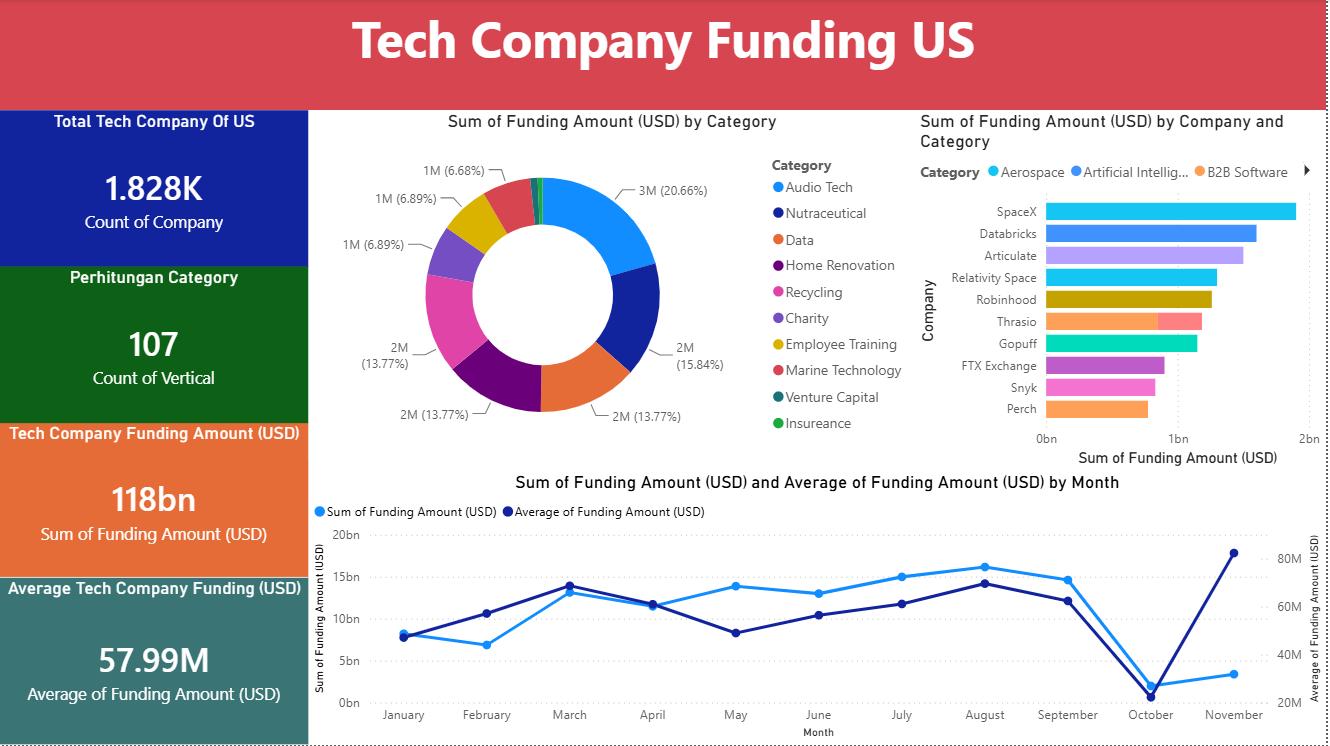 Tech Company Funding US
Total Tech Company Of US
1.828K
Count of Company
Perhitungan Category
107
Count of Vertical
Tech Company Funding Amount (USD)
118bn
Sum of Funding Amount (USD)
Average Tech Company Funding (USD)
57.99M
Average of Funding Amount (USD)
Sum of Funding Amount (USD) by Category
3M (20.66%)
2M
(15.84%)
2M (13.77%)
2M (13.77%)
2M
(13.77%)
1M (6.89%)
1M (6.89%)
1M (6.68%)
Category
Audio Tech
Nutraceutical
Data
Home Renovation
Recycling
Charity
Employee Training
Marine Technology
Venture Capital
Insureance
Sum of Funding Amount (USD) by Company and
Category
Category Aerospace Artificial Intellig... B2B Software
Company
SpaceX
Databricks
Articulate
Relativity Space
Robinhood
Thrasio
Gopuff
FTX Exchange
Snyk
Perch
0bn 1bn 2bn
Sum of Funding Amount (USD)
Sum of Funding Amount (USD) and Average of Funding Amount (USD) by Month
Sum of Funding Amount (USD) Average of Funding Amount (USD)
Sum of Funding Amount (USD)
20bn
15bn
10bn
5bn
0bn
80M
60M
40M
20M
Average of Funding Amount (USD)
January February March April May June July August September October November
Month